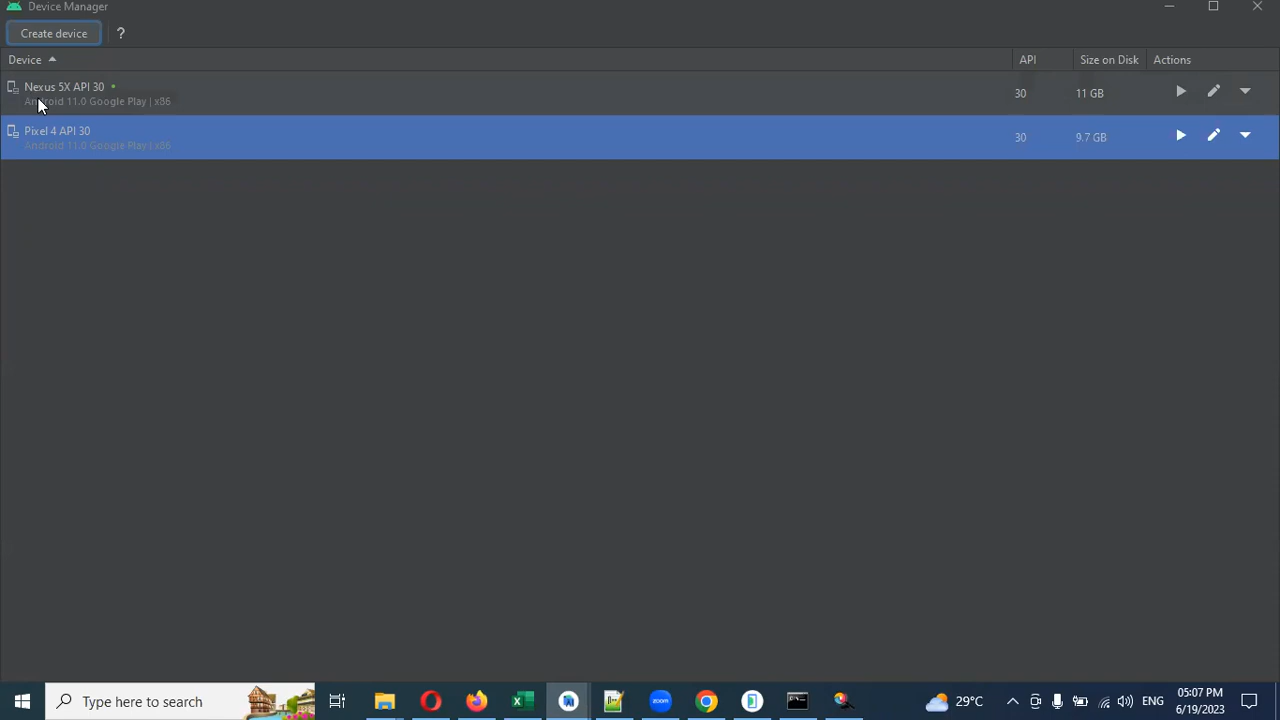 Device Manager
Create device ?
Device API Size on Disk Actions
Nexus 5X API 30
Android 11.0 Google Play | x86
30 11 GB
Pixel 4 API 30
Android 11.0 Google Play | x86
30 9.7 GB
Type here to search
zoom
29°C
ENG
05:07 PM
6/19/2023